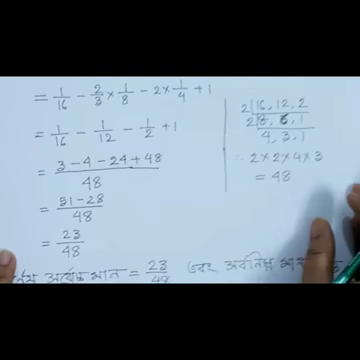 = 1/16 - 2/3 × 1/8 - 2 × 1/4 + 1
= 1/16 - 1/12 - 1/2 + 1
= (3 - 4 - 24 + 48)/48
= (51 - 28)/48
= 23/48
মান = 23/48 এবং
2 | 16, 12, 2
2 | 8, 6, 1
4, 3, 1
∴ 2×2×4×3
= 48